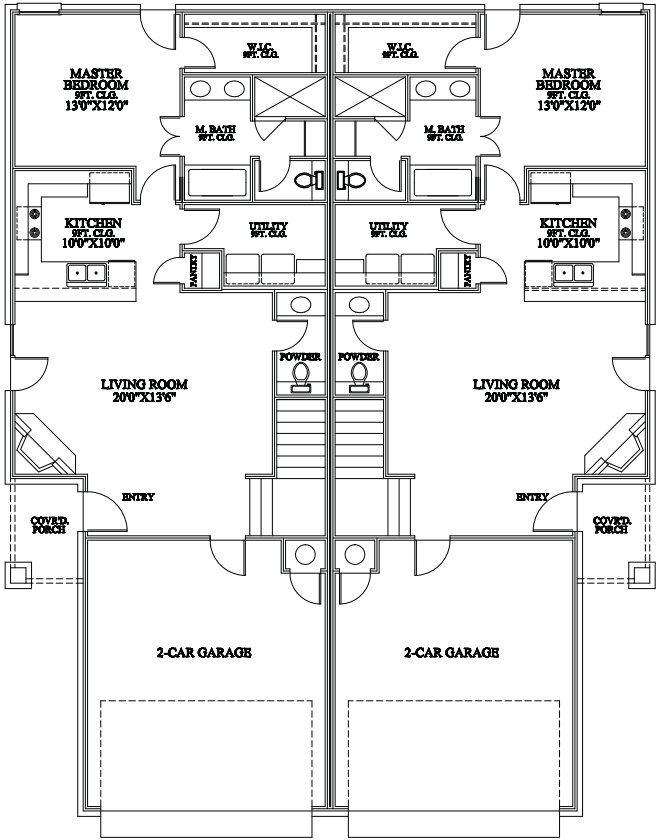 W.I.C.
9FT. CLG.
W.I.C.
9FT. CLG.
MASTER
BEDROOM
9FT. CLG.
13'0"X12'0"
MASTER
BEDROOM
9FT. CLG.
13'0"X12'0"
M. BATH
9FT. CLG.
M. BATH
9FT. CLG.
KITCHEN
9FT. CLG.
10'0"X10'0"
UTILITY
9FT. CLG.
UTILITY
9FT. CLG.
KITCHEN
9FT. CLG.
10'0"X10'0"
PANTRY
PANTRY
POWDER
POWDER
LIVING ROOM
20'0"X13'6"
LIVING ROOM
20'0"X13'6"
ENTRY
ENTRY
COV'R'D.
PORCH
COV'R'D.
PORCH
2-CAR GARAGE
2-CAR GARAGE